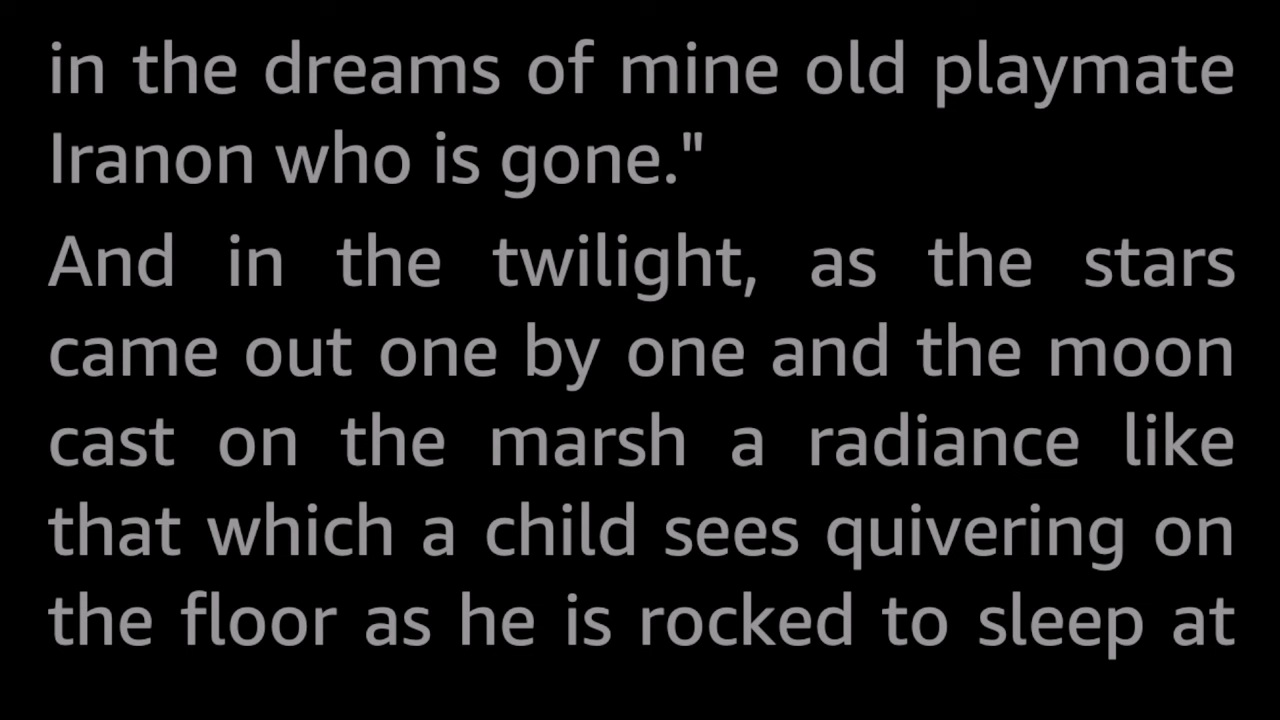 in the dreams of mine old playmate
Iranon who is gone."
And in the twilight, as the stars
came out one by one and the moon
cast on the marsh a radiance like
that which a child sees quivering on
the floor as he is rocked to sleep at